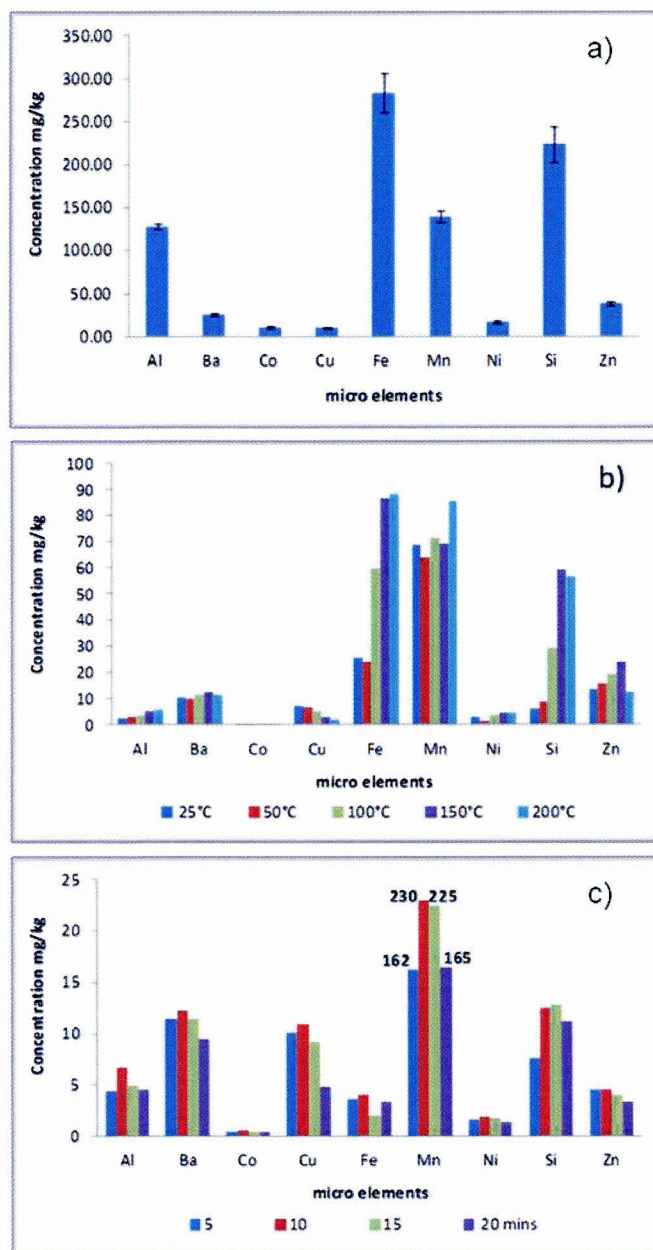 a)
Concentration mg/kg
350.00
300.00
250.00
200.00
150.00
100.00
50.00
0.00
Al Ba Co Cu Fe Mn Ni Si Zn
micro elements
b)
Concentration mg/kg
100
90
80
70
60
50
40
30
20
10
0
Al Ba Co Cu Fe Mn Ni Si Zn
micro elements
25°C 50°C 100°C 150°C 200°C
c)
Concentration mg/kg
25
20
15
10
5
0
230 225
162 165
Al Ba Co Cu Fe Mn Ni Si Zn
micro elements
5 10 15 20 mins